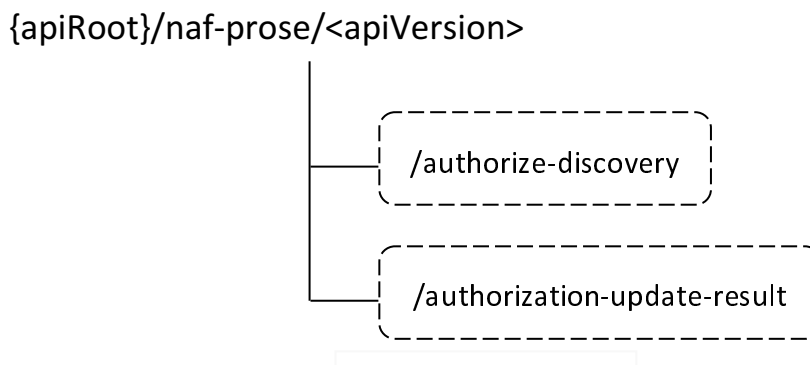 {apiRoot}/naf-prose/<apiVersion>
/authorize-discovery
/authorization-update-result